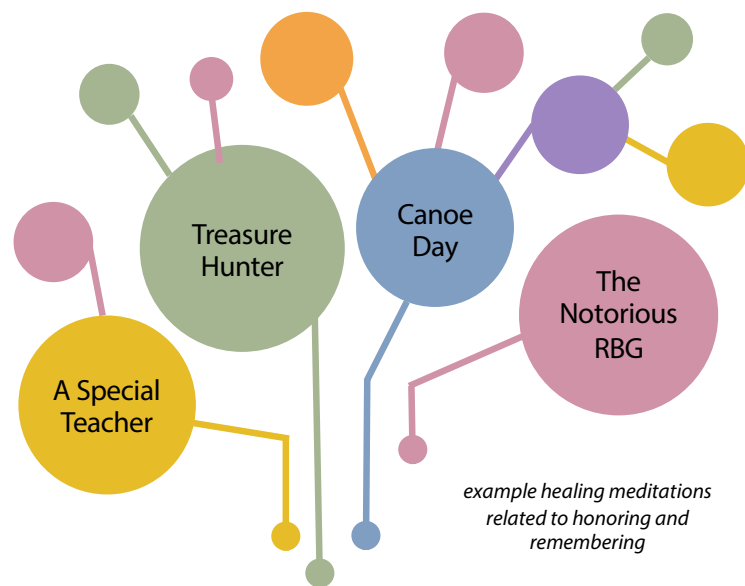 Treasure
Hunter
Canoe
Day
The
Notorious
RBG
A Special
Teacher
example healing meditations
related to honoring and
remembering